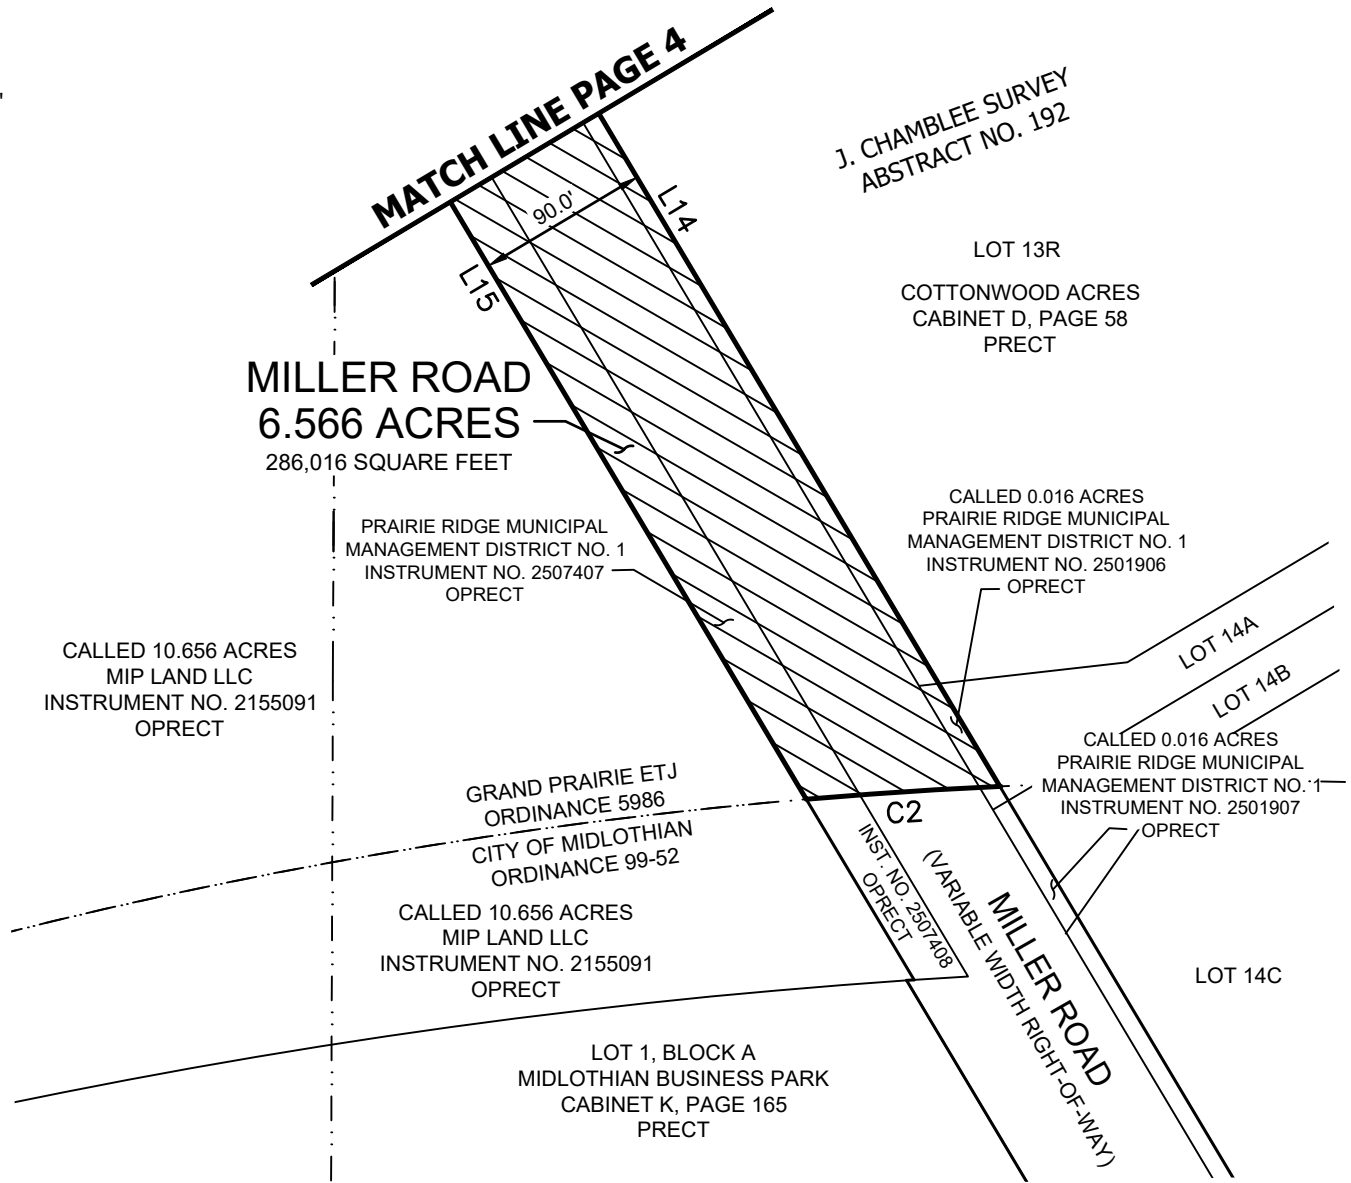 MATCH LINE PAGE 4
J. CHAMBLEE SURVEY
ABSTRACT NO. 192
90.0'
L14
L15
LOT 13R
COTTONWOOD ACRES
CABINET D, PAGE 58
PRECT
MILLER ROAD
6.566 ACRES
286,016 SQUARE FEET
PRAIRIE RIDGE MUNICIPAL
MANAGEMENT DISTRICT NO. 1
INSTRUMENT NO. 2507407
OPRECT
CALLED 0.016 ACRES
PRAIRIE RIDGE MUNICIPAL
MANAGEMENT DISTRICT NO. 1
INSTRUMENT NO. 2501906
OPRECT
CALLED 10.656 ACRES
MIP LAND LLC
INSTRUMENT NO. 2155091
OPRECT
LOT 14A
LOT 14B
CALLED 0.016 ACRES
PRAIRIE RIDGE MUNICIPAL
MANAGEMENT DISTRICT NO. 1
INSTRUMENT NO. 2501907
OPRECT
GRAND PRAIRIE ETJ
ORDINANCE 5986
CITY OF MIDLOTHIAN
ORDINANCE 99-52
C2
INST. NO. 2507408
OPRECT
MILLER ROAD
(VARIABLE WIDTH RIGHT-OF-WAY)
CALLED 10.656 ACRES
MIP LAND LLC
INSTRUMENT NO. 2155091
OPRECT
LOT 14C
LOT 1, BLOCK A
MIDLOTHIAN BUSINESS PARK
CABINET K, PAGE 165
PRECT